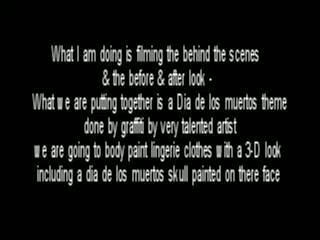 What I am doing is filming the behind the scenes
& the before & after look -
What we are putting together is a Dia de los muertos theme
done by graffiti by very talented artist
we are going to body paint lingerie clothes with a 3-D look
including a dia de los muertos skull painted on there face